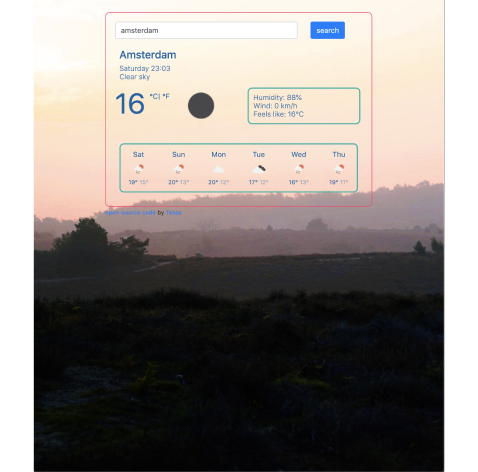 amsterdam
search
Amsterdam
Saturday 23:03
Clear sky
16 °C| °F
Humidity: 88%
Wind: 0 km/h
Feels like: 16°C
Sat Sun Mon Tue Wed Thu
19° 15° 20° 13° 20° 12° 17° 12° 16° 13° 19° 11°
open source code by